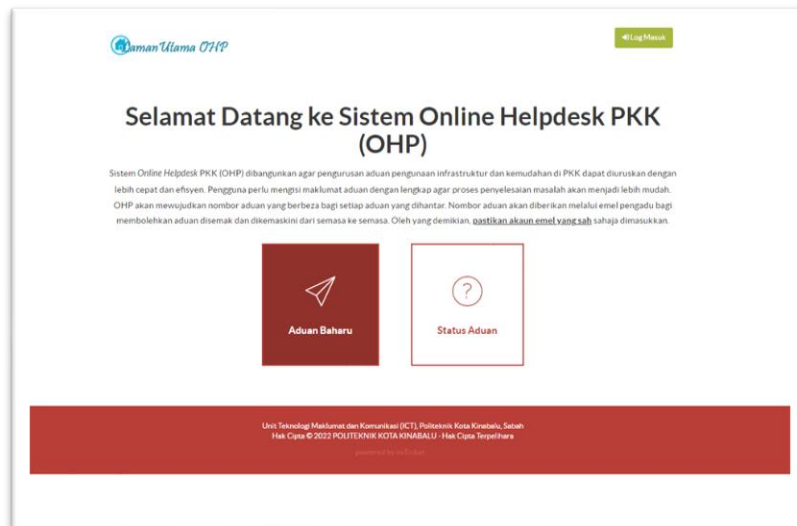 Laman Utama OHP
Log Masuk
Selamat Datang ke Sistem Online Helpdesk PKK
(OHP)
Sistem Online Helpdesk PKK (OHP) dibangunkan agar pengurusan aduan pengunaan infrastruktur dan kemudahan di PKK dapat diuruskan dengan
lebih cepat dan efisyen. Pengguna perlu mengisi maklumat aduan dengan lengkap agar proses penyelesaian masalah akan menjadi lebih mudah.
OHP akan mewujudkan nombor aduan yang berbeza bagi setiap aduan yang dihantar. Nombor aduan akan diberikan melalui emel pengadu bagi
membolehkan aduan disemak dan dikemaskini dari semasa ke semasa. Oleh yang demikian, pastikan akaun emel yang sah sahaja dimasukkan.
Aduan Baharu
Status Aduan
Unit Teknologi Maklumat dan Komunikasi (ICT), Politeknik Kota Kinabalu, Sabah
Hak Cipta © 2022 POLITEKNIK KOTA KINABALU - Hak Cipta Terpelihara
powered by osTicket